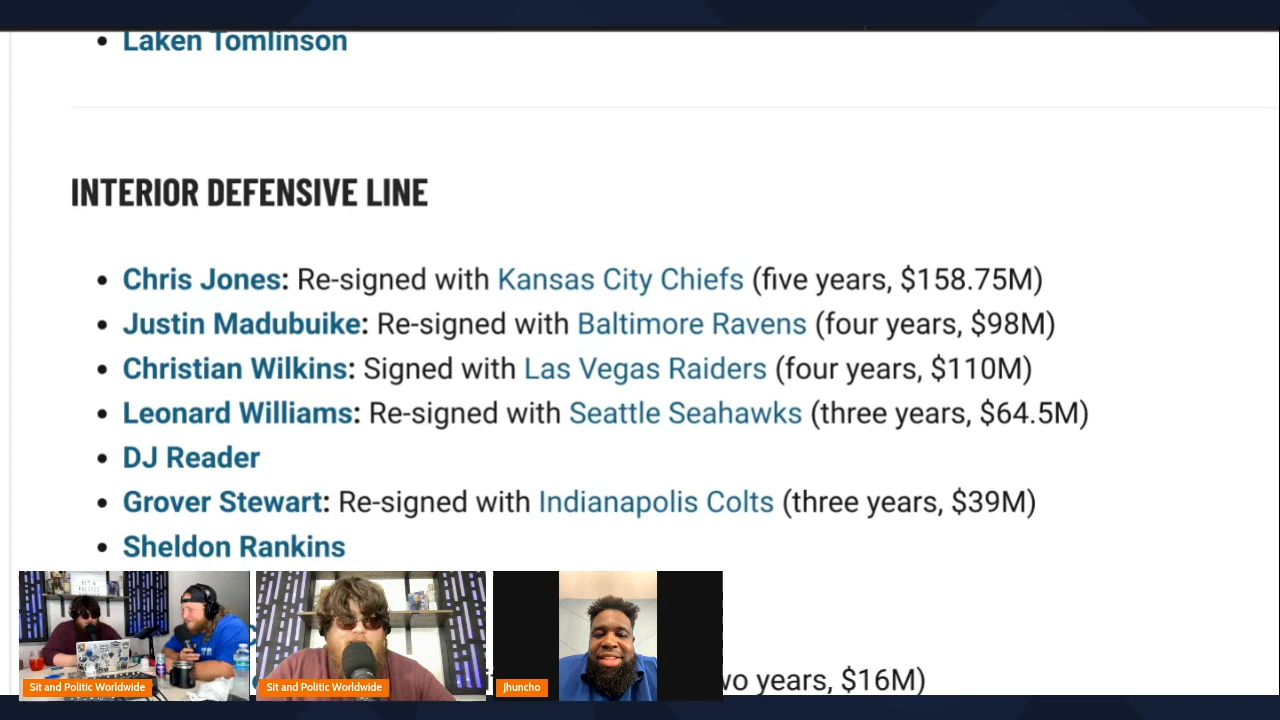 Laken Tomlinson
INTERIOR DEFENSIVE LINE
Chris Jones: Re-signed with Kansas City Chiefs (five years, $158.75M)
Justin Madubuike: Re-signed with Baltimore Ravens (four years, $98M)
Christian Wilkins: Signed with Las Vegas Raiders (four years, $110M)
Leonard Williams: Re-signed with Seattle Seahawks (three years, $64.5M)
DJ Reader
Grover Stewart: Re-signed with Indianapolis Colts (three years, $39M)
Sheldon Rankins
years, $16M)
Sit and Politic Worldwide
Sit and Politic Worldwide
Jhuncho